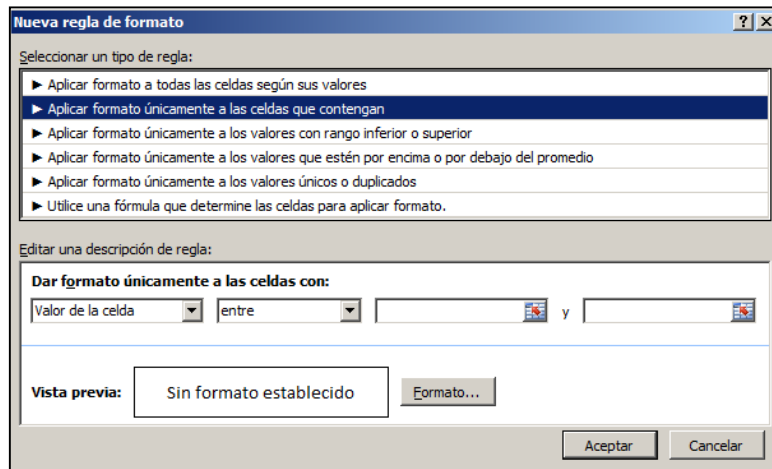 Nueva regla de formato
Seleccionar un tipo de regla:
► Aplicar formato a todas las celdas según sus valores
► Aplicar formato únicamente a las celdas que contengan
► Aplicar formato únicamente a los valores con rango inferior o superior
► Aplicar formato únicamente a los valores que estén por encima o por debajo del promedio
► Aplicar formato únicamente a los valores únicos o duplicados
► Utilice una fórmula que determine las celdas para aplicar formato.
Editar una descripción de regla:
Dar formato únicamente a las celdas con:
Valor de la celda entre y
Vista previa: Sin formato establecido Formato...
Aceptar Cancelar